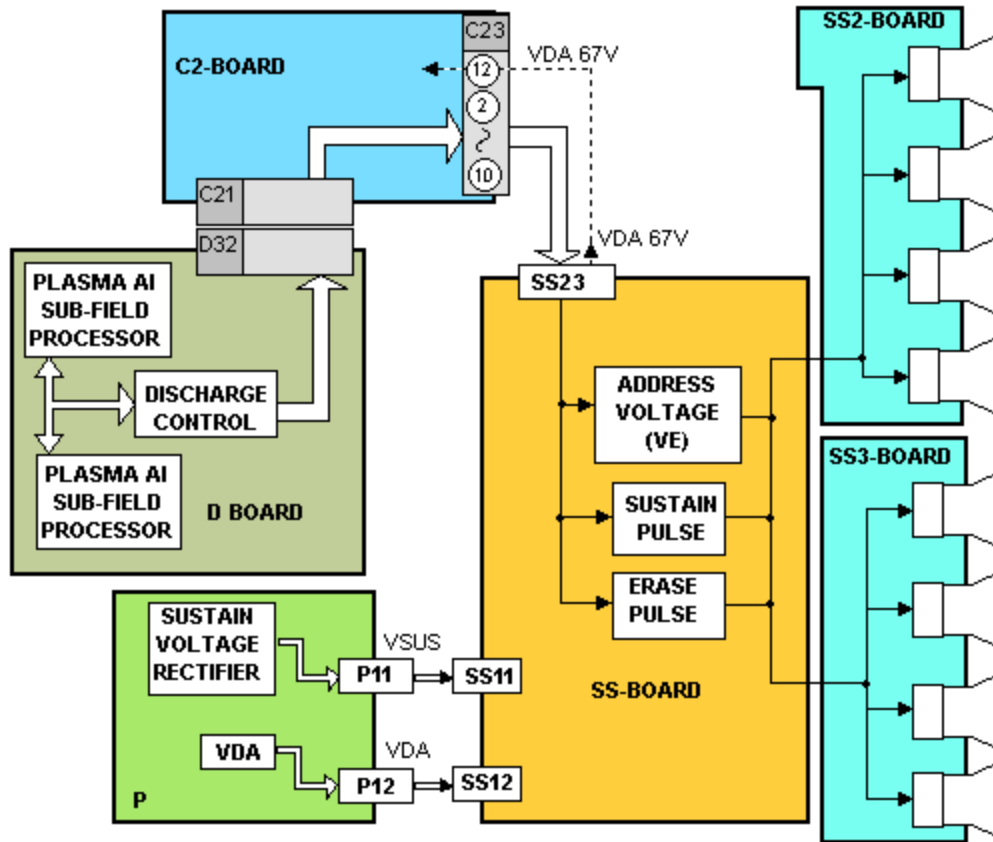 C2-BOARD
C23
12
2
10
VDA 67V
C21
D32
PLASMA AI
SUB-FIELD
PROCESSOR
DISCHARGE
CONTROL
PLASMA AI
SUB-FIELD
PROCESSOR
D BOARD
VDA 67V
SS23
ADDRESS
VOLTAGE
(VE)
SUSTAIN
PULSE
ERASE
PULSE
SS-BOARD
SS2-BOARD
SS3-BOARD
SUSTAIN
VOLTAGE
RECTIFIER
VSUS
P11
SS11
VDA
VDA
P12
SS12
P